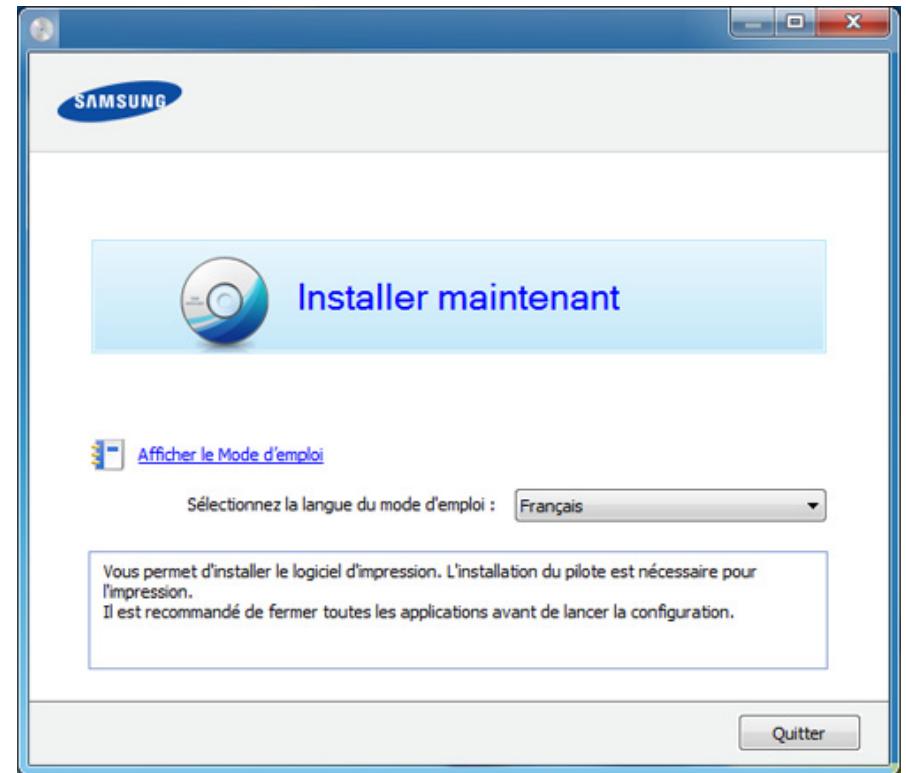 SAMSUNG
Installer maintenant
Afficher le Mode d'emploi
Sélectionnez la langue du mode d'emploi :
Français
Vous permet d'installer le logiciel d'impression. L'installation du pilote est nécessaire pour
l'impression.
Il est recommandé de fermer toutes les applications avant de lancer la configuration.
Quitter